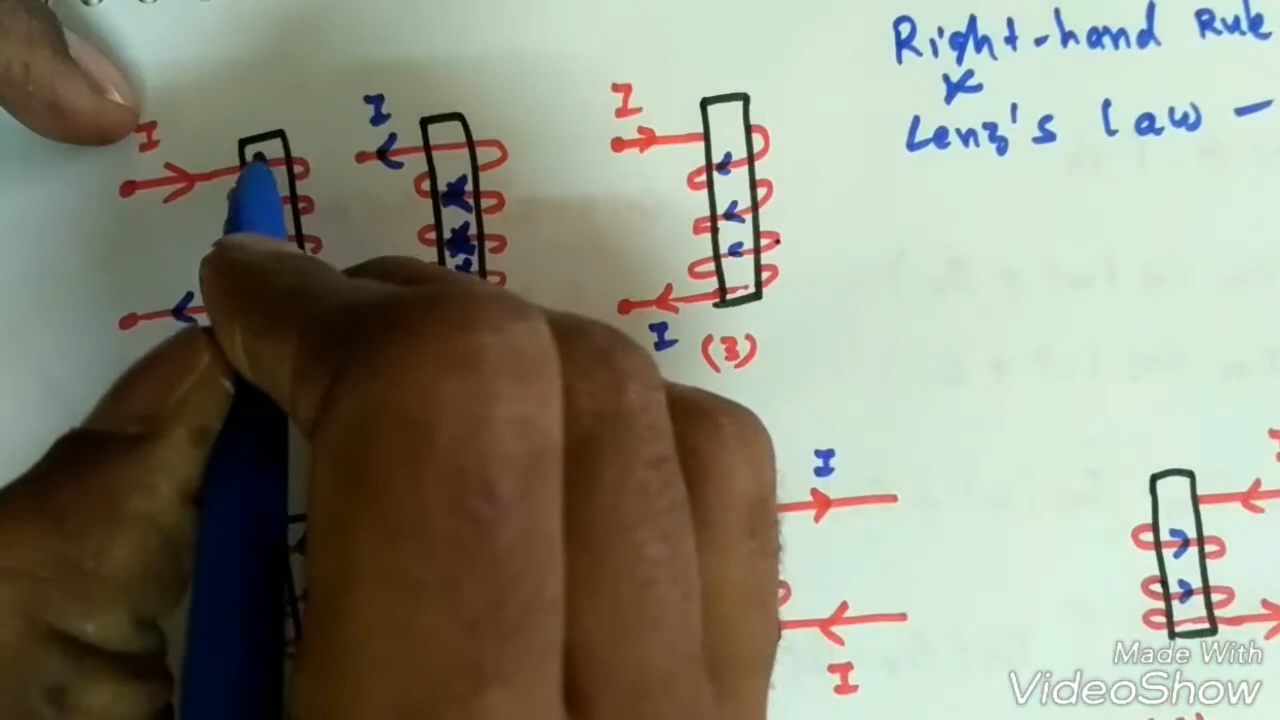 Right-hand Rule
x
Lenz's law -
I
I
I
I
(3)
I
I
I
Made With
VideoShow